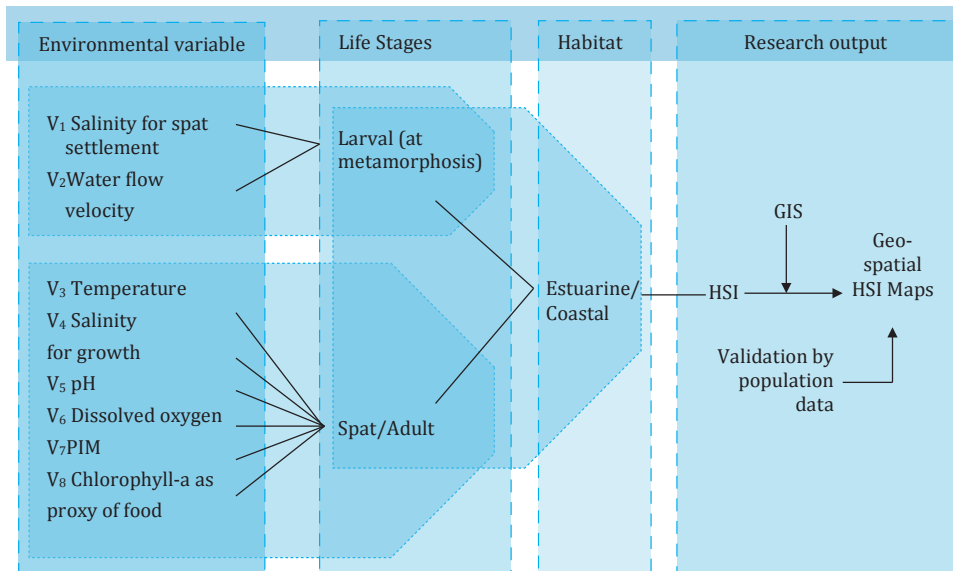 Environmental variable
Life Stages
Habitat
Research output
V₁ Salinity for spat
settlement
V₂Water flow
velocity
Larval (at
metamorphosis)
V₃ Temperature
V₄ Salinity
for growth
V₅ pH
V₆ Dissolved oxygen
V₇PIM
V₈ Chlorophyll-a as
proxy of food
Spat/Adult
Estuarine/
Coastal
HSI
GIS
Geo-
spatial
HSI Maps
Validation by
population
data